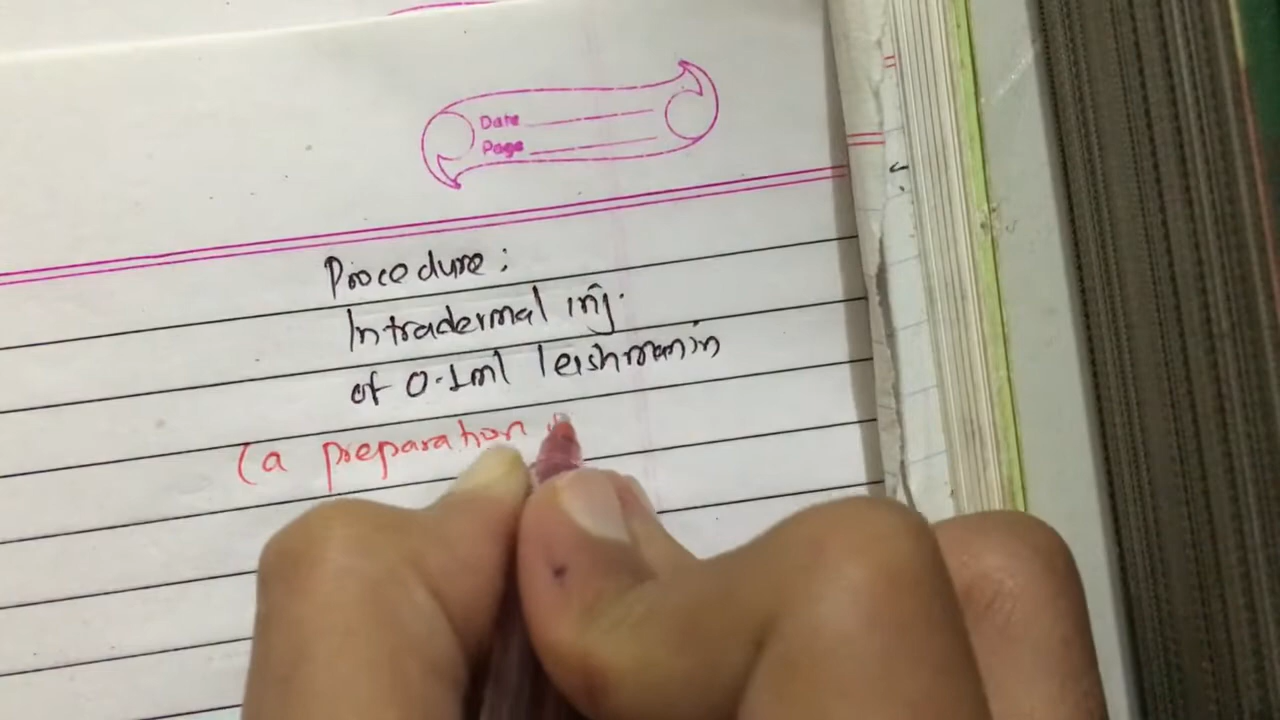 Date
Page
Procedure:
Intradermal inj.
of 0.1ml leishmanin
(a preparation